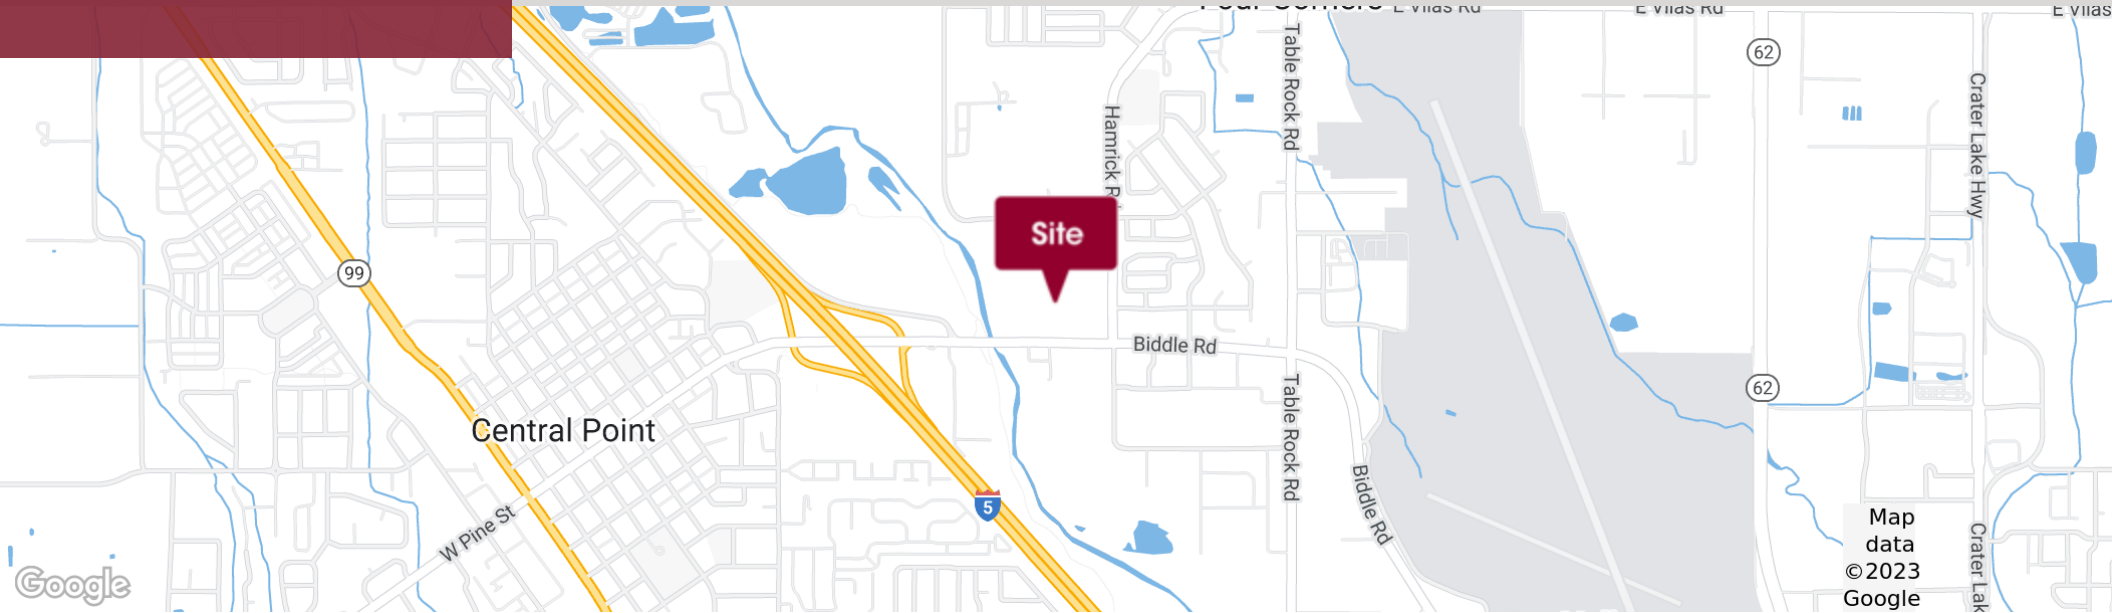 E Vilas Rd
E Vilas Rd
E Vilas
62
Table Rock Rd
Crater Lake Hwy
Hamrick R
Site
99
Biddle Rd
62
Central Point
Table Rock Rd
5
Biddle Rd
W Pine St
Map
data
©2023
Google
Crater Lak
Google